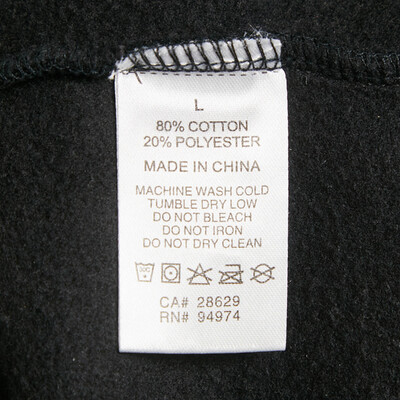 L
80% COTTON
20% POLYESTER
MADE IN CHINA
MACHINE WASH COLD
TUMBLE DRY LOW
DO NOT BLEACH
DO NOT IRON
DO NOT DRY CLEAN
30C
CA# 28629
RN# 94974